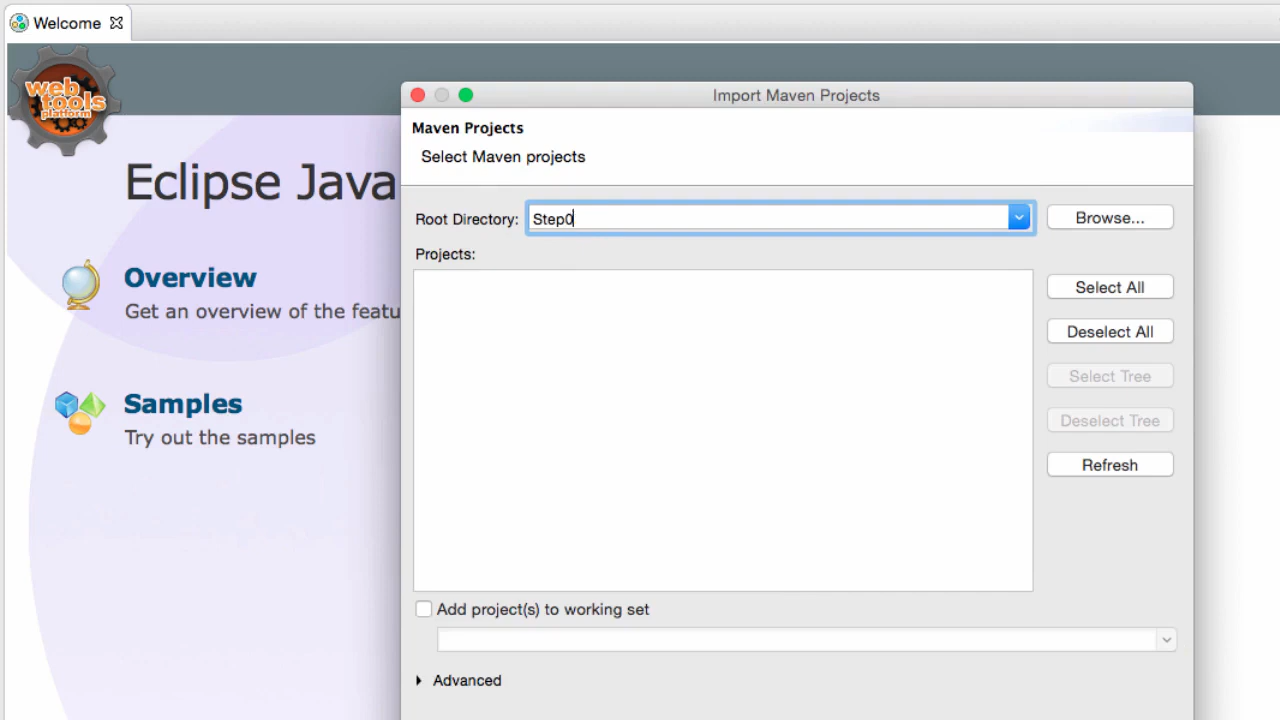 Welcome
web
tools
platform
Eclipse Java
Overview
Get an overview of the featu
Samples
Try out the samples
Import Maven Projects
Maven Projects
Select Maven projects
Root Directory:
Step0
Browse...
Projects:
Select All
Deselect All
Select Tree
Deselect Tree
Refresh
Add project(s) to working set
Advanced